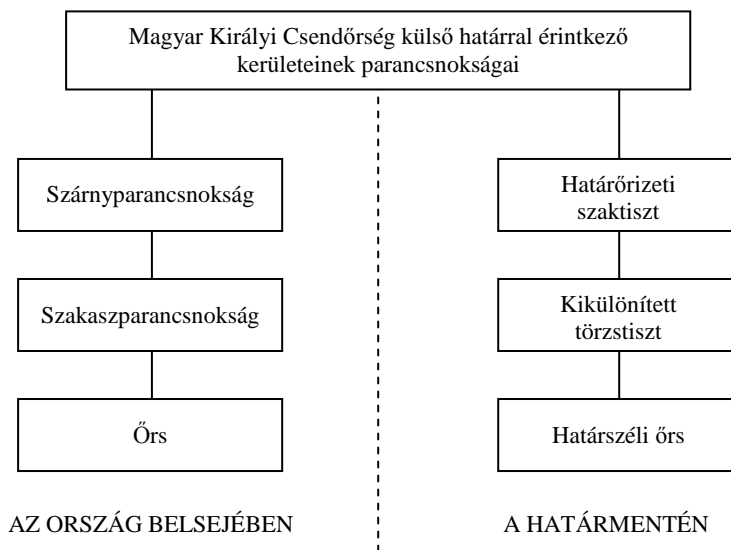 Magyar Királyi Csendőrség külső határral érintkező
kerületeinek parancsnokságai
Szárnyparancsnokság
Határőrizeti
szaktiszt
Szakaszparancsnokság
Kikülönített
törzstiszt
Őrs
Határszéli őrs
AZ ORSZÁG BELSEJÉBEN
A HATÁRMENTÉN